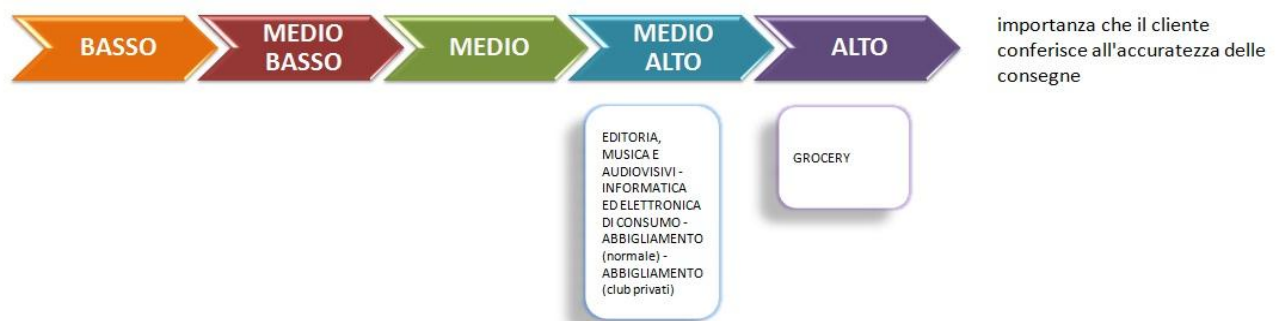 BASSO
MEDIO
BASSO
MEDIO
MEDIO
ALTO
ALTO
importanza che il cliente
conferisce all'accuratezza delle
consegne
EDITORIA,
MUSICA E
AUDIOVISIVI -
INFORMATICA
ED ELETTRONICA
DI CONSUMO -
ABBIGLIAMENTO
(normale) -
ABBIGLIAMENTO
(club privati)
GROCERY